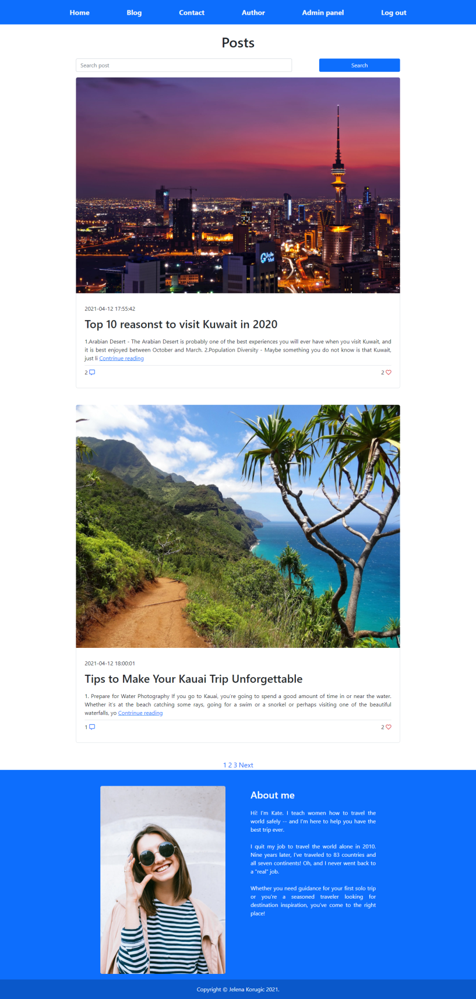 Home Blog Contact Author Admin panel Log out
Posts
Search post Search
2021-04-12 17:55:42
Top 10 reasonst to visit Kuwait in 2020
1.Arabian Desert - The Arabian Desert is probably one of the best experiences you will ever have when you visit Kuwait, and
it is best enjoyed between October and March. 2.Population Diversity - Maybe something you do not know is that Kuwait,
just li Continue reading
2 2
2021-04-12 18:00:01
Tips to Make Your Kauai Trip Unforgettable
1. Prepare for Water Photography If you go to Kauai, you're going to spend a good amount of time in or near the water.
Whether it's at the beach catching some rays, going for a swim or a snorkel or perhaps visiting one of the beautiful
waterfalls, yo Continue reading
1 2
1 2 3 Next
About me
Hi! I'm Kate. I teach women how to travel the
world safely -- and I'm here to help you have the
best trip ever.
I quit my job to travel the world alone in 2010.
Nine years later, I've traveled to 83 countries and
all seven continents! Oh, and I never went back to
a "real" job.
Whether you need guidance for your first solo trip
or you're a seasoned traveler looking for
destination inspiration, you've come to the right
place!
Copyright © Jelena Korugic 2021.